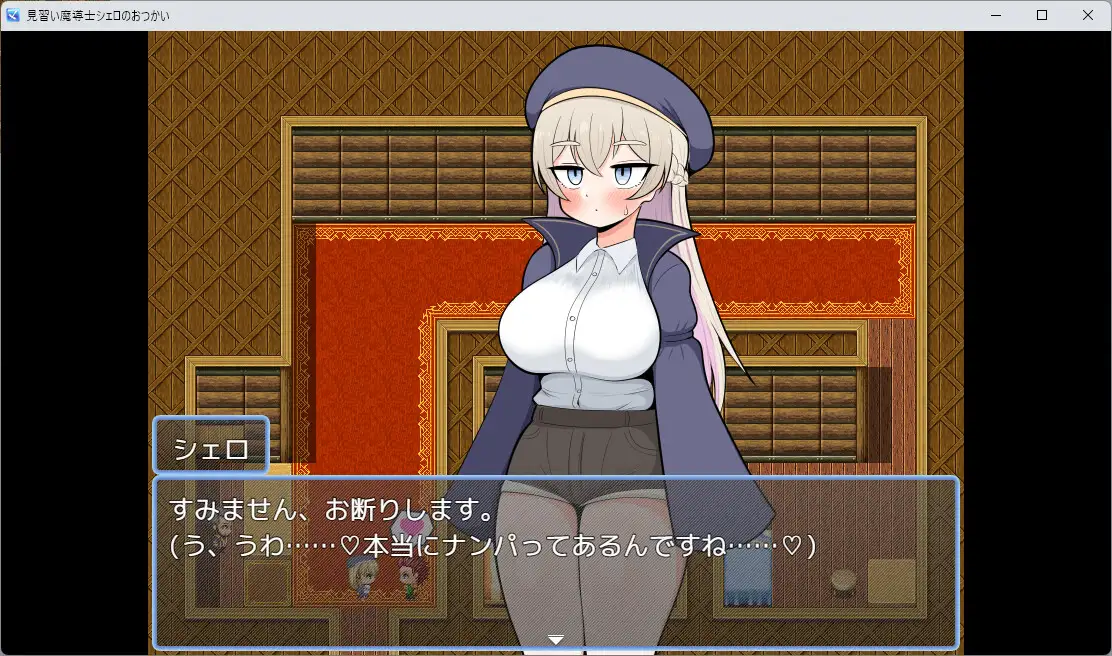 見習い魔導士シェロのおつかい
シェロ
すみません、お断りします。
(う、うわ……♡本当にナンパってあるんですね……♡)